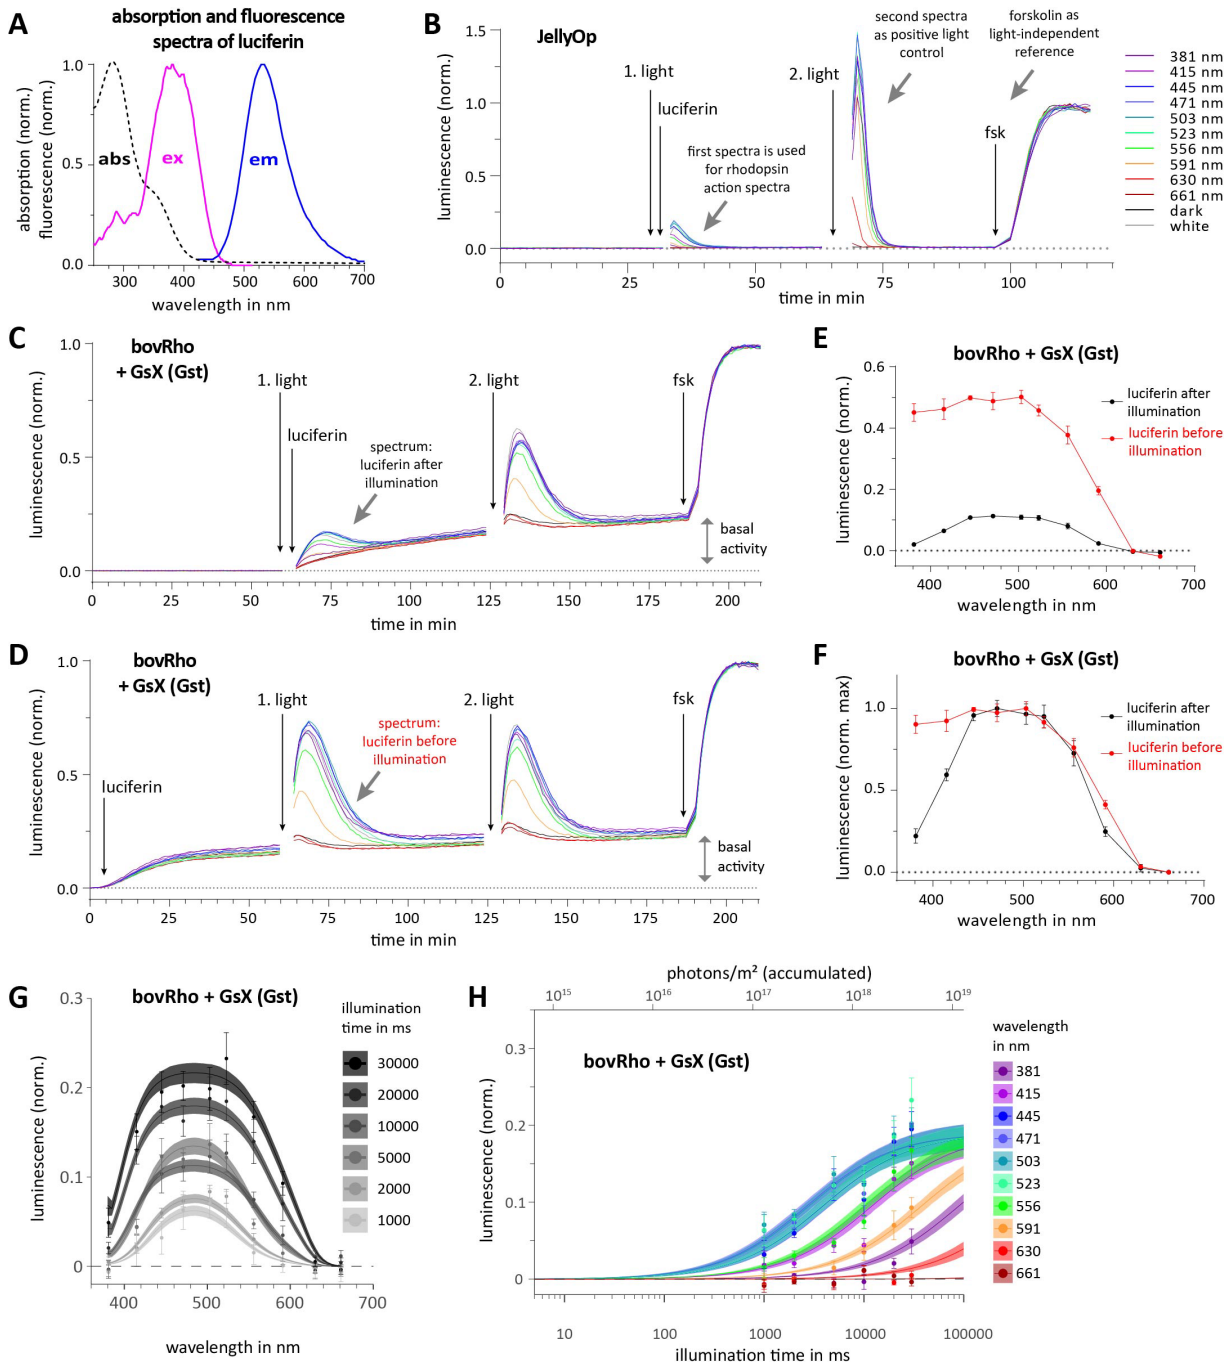 A
absorption and fluorescence
spectra of luciferin
absorption (norm.)
fluorescence (norm.)
1.0
0.5
0.0
abs
ex
em
300
400
500
600
700
wavelength in nm
B
JellyOp
luminescence (norm.)
1.5
1.0
0.5
0.0
1. light
luciferin
first spectra is used
for rhodopsin
action spectra
2. light
second spectra
as positive light
control
forskolin as
light-independent
reference
fsk
0
25
50
75
100
time in min
381 nm
415 nm
445 nm
471 nm
503 nm
523 nm
556 nm
591 nm
630 nm
661 nm
dark
white
C
bovRho
+ GsX (Gst)
luminescence (norm.)
1.0
0.5
0.0
1. light
luciferin
spectrum:
luciferin after
illumination
2. light
fsk
basal
activity
0
25
50
75
100
125
150
175
200
time in min
E
bovRho + GsX (Gst)
luminescence (norm.)
0.6
0.4
0.2
0.0
luciferin after
illumination
luciferin before
illumination
400
500
600
700
wavelength in nm
D
bovRho
+ GsX (Gst)
luminescence (norm.)
1.0
0.5
0.0
luciferin
1. light
spectrum:
luciferin before
illumination
2. light
fsk
basal
activity
0
25
50
75
100
125
150
175
200
time in min
F
bovRho + GsX (Gst)
luminescence (norm. max)
1.0
0.5
0.0
luciferin after
illumination
luciferin before
illumination
400
500
600
700
wavelength in nm
G
bovRho + GsX (Gst)
luminescence (norm.)
0.3
0.2
0.1
0
400
500
600
700
wavelength in nm
illumination
time in ms
30000
20000
10000
5000
2000
1000
H
photons/m² (accumulated)
10¹⁵
10¹⁶
10¹⁷
10¹⁸
10¹⁹
bovRho + GsX (Gst)
luminescence (norm.)
0.3
0.2
0.1
0
10
100
1000
10000
100000
illumination time in ms
wavelength
in nm
381
415
445
471
503
523
556
591
630
661